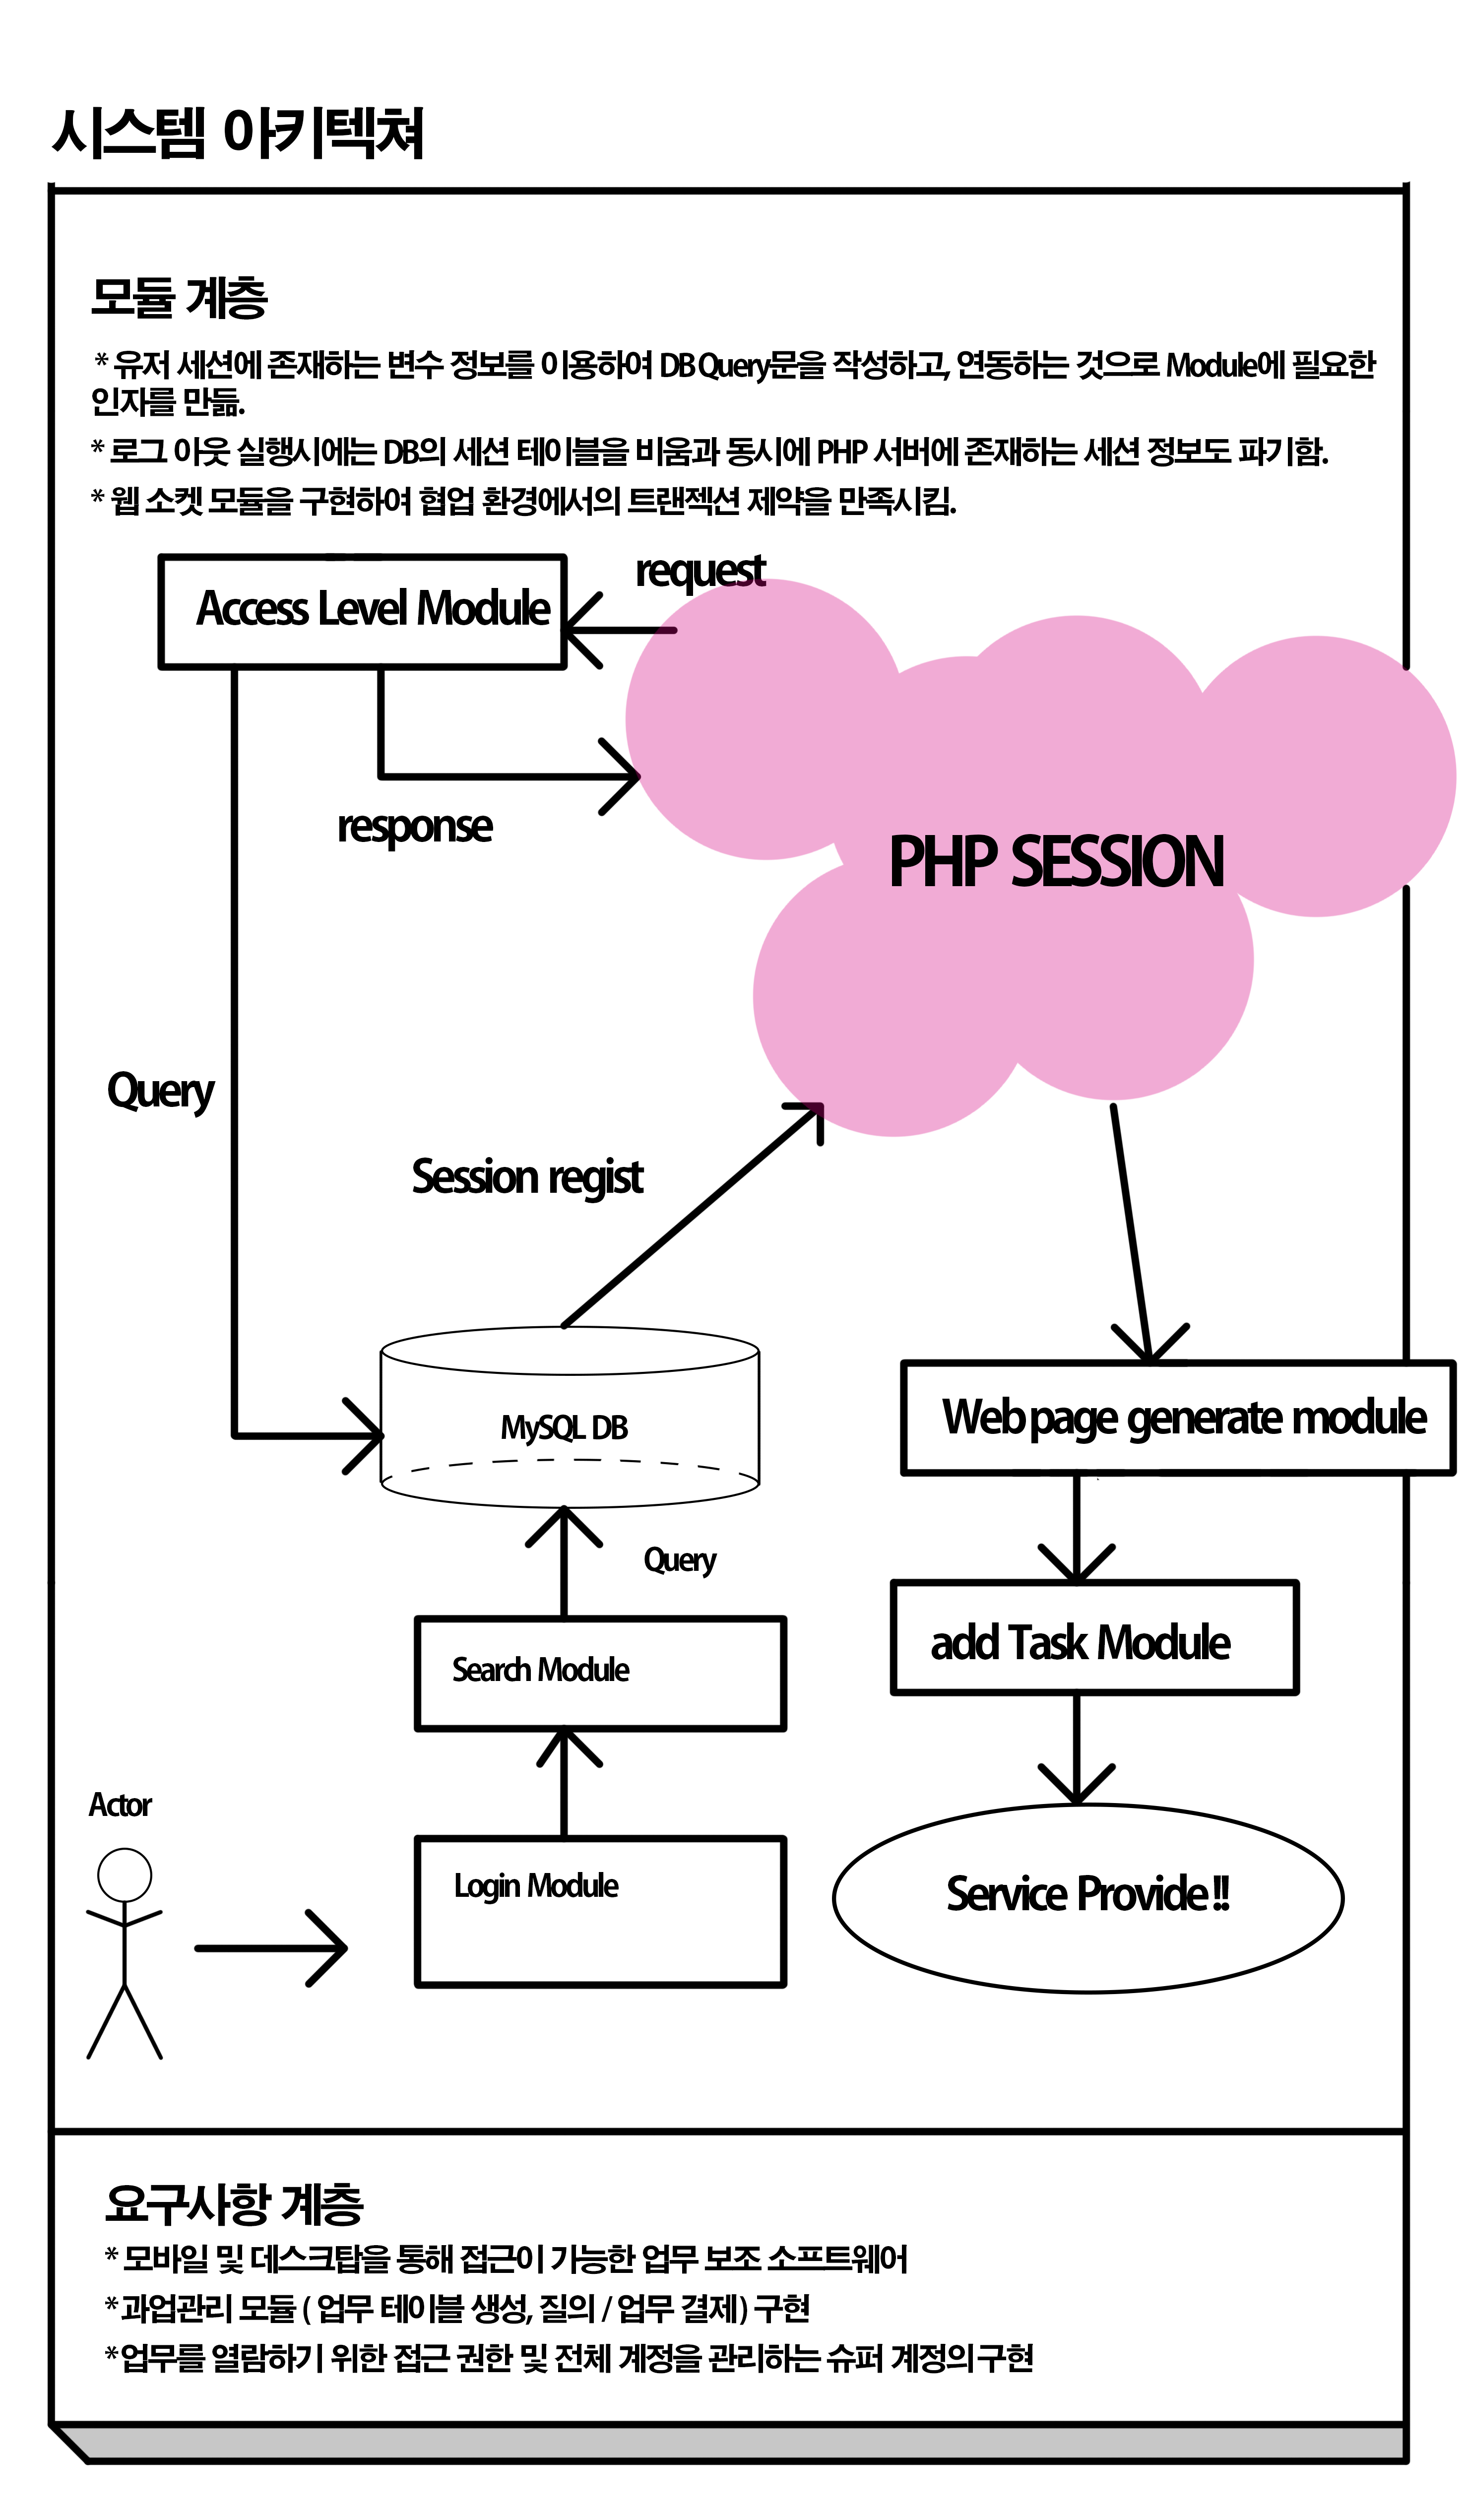 시스템 아키텍쳐
모듈 계층
* 유저 세션에 존재하는 변수 정보를 이용하여 DB Query문을 작성하고, 연동하는 것으로 Module에 필요한
인자를 만듦.
* 로그 아웃 실행시에는 DB의 세션 테이블을 비움과 동시에 PHP 서버에 존재하는 세션 정보도 파기함.
* 웹 소켓 모듈을 구현하여 협업 환경에서의 트랜젝션 제약을 만족시킴.
request
Access Level Module
response
PHP SESSION
Query
Session regist
Web page generate module
MySQL DB
Query
add Task Module
Search Module
Actor
Login Module
Service Provide !!
요구사항 계층
* 모바일 및 데스크탑을 통해 접근이 가능한 업무 보조 소프트웨어
* 과업관리 모듈 ( 업무 테이블 생성, 질의 / 업무 결제) 구현
*업무를 열람하기 위한 접근 권한 및 전체 계정을 관리하는 수퍼 계정의 구현